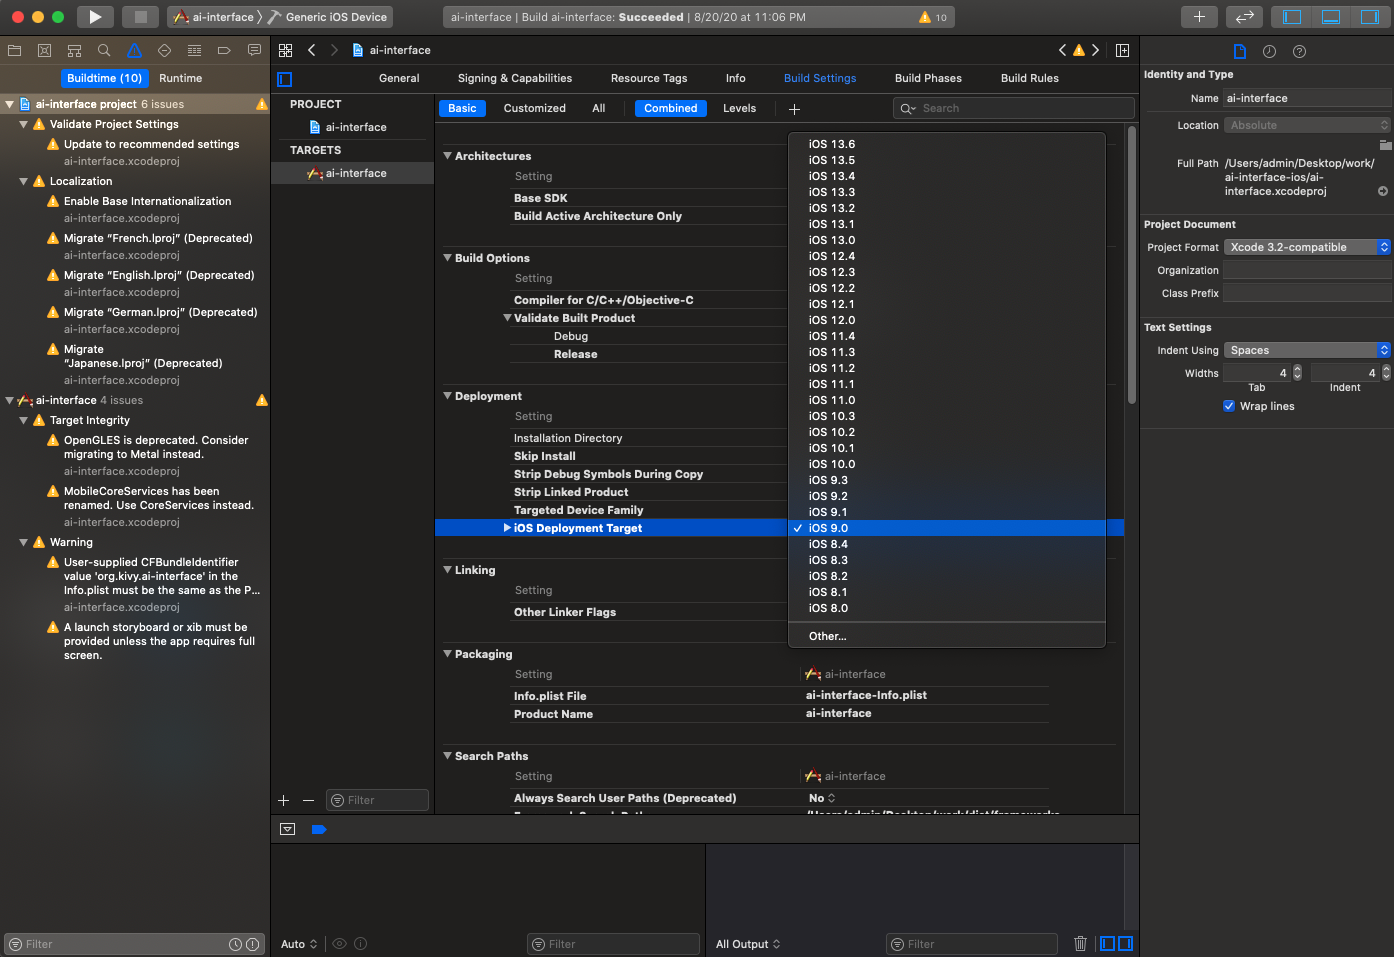 ai-interface
Generic iOS Device
ai-interface | Build ai-interface: Succeeded | 8/20/20 at 11:06 PM
10
ai-interface
Buildtime (10)
Runtime
ai-interface project 6 issues
Validate Project Settings
Update to recommended settings
ai-interface.xcodeproj
Localization
Enable Base Internationalization
ai-interface.xcodeproj
Migrate “French.lproj” (Deprecated)
ai-interface.xcodeproj
Migrate “English.lproj” (Deprecated)
ai-interface.xcodeproj
Migrate “German.lproj” (Deprecated)
ai-interface.xcodeproj
Migrate
“Japanese.lproj” (Deprecated)
ai-interface.xcodeproj
ai-interface 4 issues
Target Integrity
OpenGLES is deprecated. Consider
migrating to Metal instead.
ai-interface.xcodeproj
MobileCoreServices has been
renamed. Use CoreServices instead.
ai-interface.xcodeproj
Warning
User-supplied CFBundleIdentifier
value 'org.kivy.ai-interface' in the
Info.plist must be the same as the P...
ai-interface.xcodeproj
A launch storyboard or xib must be
provided unless the app requires full
screen.
Filter
General
Signing & Capabilities
Resource Tags
Info
Build Settings
Build Phases
Build Rules
PROJECT
ai-interface
TARGETS
ai-interface
Filter
Basic
Customized
All
Combined
Levels
Search
Architectures
Setting
Base SDK
Build Active Architecture Only
Build Options
Setting
Compiler for C/C++/Objective-C
Validate Built Product
Debug
Release
Deployment
Setting
Installation Directory
Skip Install
Strip Debug Symbols During Copy
Strip Linked Product
Targeted Device Family
iOS Deployment Target
Linking
Setting
Other Linker Flags
Packaging
Setting
ai-interface
Info.plist File
ai-interface-Info.plist
Product Name
ai-interface
Search Paths
Setting
ai-interface
Always Search User Paths (Deprecated)
No
iOS 13.6
iOS 13.5
iOS 13.4
iOS 13.3
iOS 13.2
iOS 13.1
iOS 13.0
iOS 12.4
iOS 12.3
iOS 12.2
iOS 12.1
iOS 12.0
iOS 11.4
iOS 11.3
iOS 11.2
iOS 11.1
iOS 11.0
iOS 10.3
iOS 10.2
iOS 10.1
iOS 10.0
iOS 9.3
iOS 9.2
iOS 9.1
iOS 9.0
iOS 8.4
iOS 8.3
iOS 8.2
iOS 8.1
iOS 8.0
Other...
Auto
Filter
All Output
Filter
Identity and Type
Name
ai-interface
Location
Absolute
Full Path
/Users/admin/Desktop/work/
ai-interface-ios/ai-
interface.xcodeproj
Project Document
Project Format
Xcode 3.2-compatible
Organization
Class Prefix
Text Settings
Indent Using
Spaces
Widths
4
4
Tab
Indent
Wrap lines